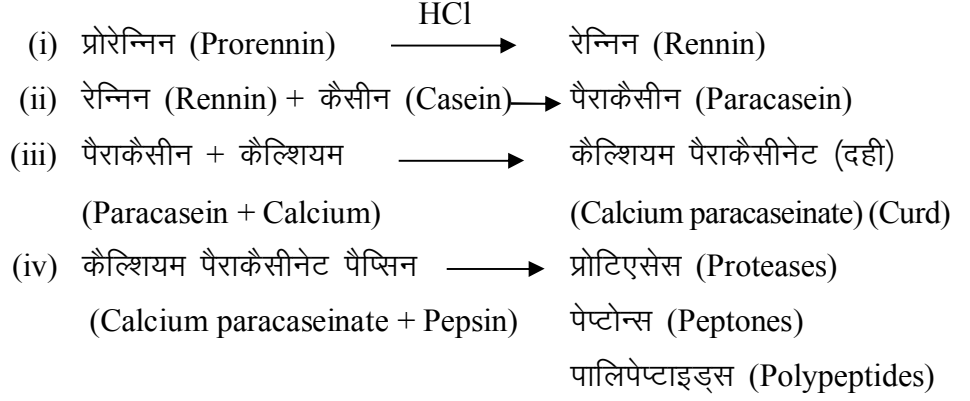 HCl
(i) प्रोरेन्निन (Prorennin) ⟶ रेन्निन (Rennin)
(ii) रेन्निन (Rennin) + कैसीन (Casein) ⟶ पैराकैसीन (Paracasein)
(iii) पैराकैसीन + कैल्शियम ⟶ कैल्शियम पैराकैसीनेट (दही)
(Paracasein + Calcium) (Calcium paracaseinate) (Curd)
(iv) कैल्शियम पैराकैसीनेट पैप्सिन ⟶ प्रोटिएसेस (Proteases)
(Calcium paracaseinate + Pepsin) पेप्टोन्स (Peptones)
पालिपेप्टाइड्स (Polypeptides)